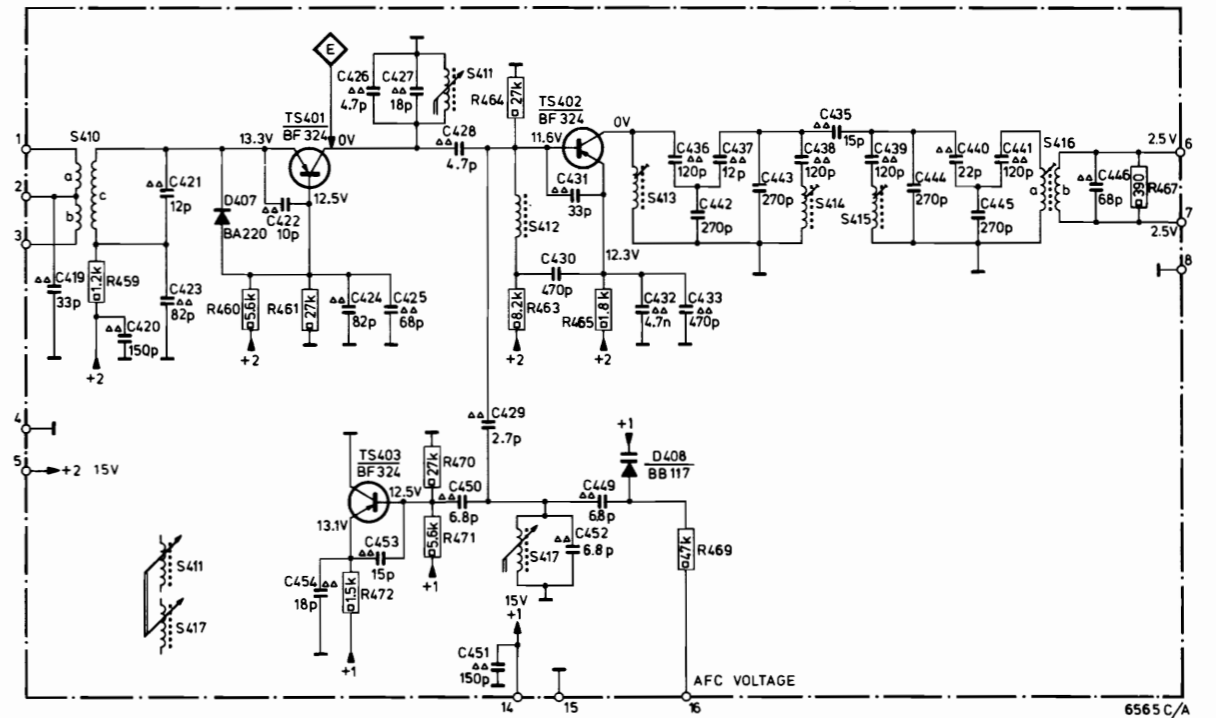 E
C426
4.7p
C427
18p
S411
R464
27k
TS401
BF324
13.3V
0V
12.5V
△△C428
4.7p
TS402
BF324
11.6V
0V
C431
33p
12.3V
1
2
3
S410
a
b
c
C421
12p
D407
BA220
C422
10p
C419
33p
1.2k
R459
C420
150p
+2
C423
82p
R460
5.6k
+2
R461
27k
C424
82p
C425
68p
S412
C430
470p
8.2k
R463
+2
R465
1.8k
+2
C432
4.7n
C433
470p
S413
C436
120p
C437
12p
C442
270p
C443
270p
C438
120p
S414
C435
15p
C439
120p
S415
C444
270p
C440
22p
C441
120p
C445
270p
S416
a
b
C446
68p
390
R467
2.5V
6
7
2.5V
8
4
5
+2 15V
C429
2.7p
TS403
BF324
R470
27k
12.5V
C450
6.8p
13.1V
C453
15p
5.6k
R471
+1
C454
18p
1.5k
R472
+1
C449
6.8p
+1
D408
BB117
S417
C452
6.8p
47k
R469
15V
+1
C451
150p
S411
S417
AFC VOLTAGE
14
15
16
6565 C/A